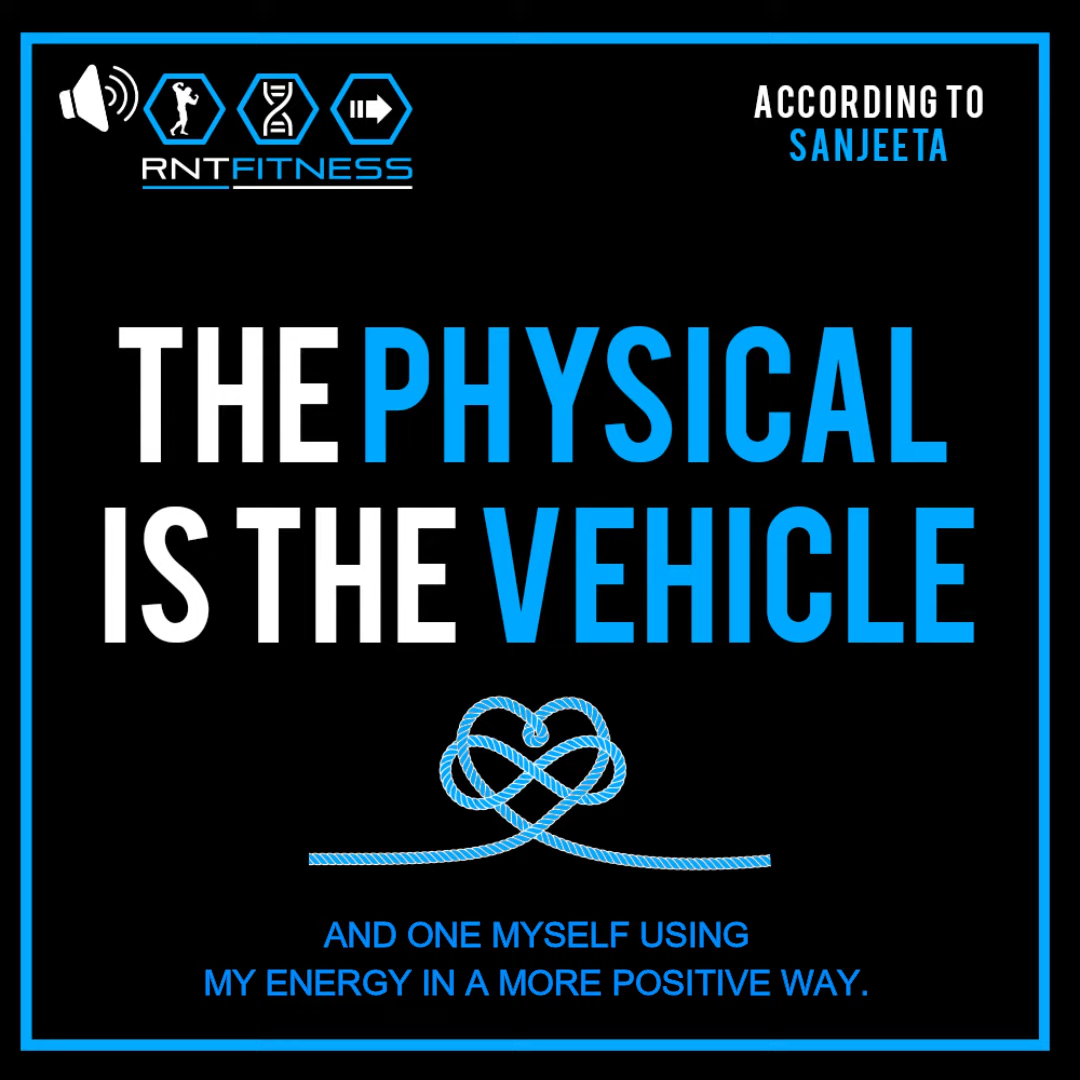 RNTFITNESS
ACCORDING TO
SANJEETA
THE PHYSICAL
IS THE VEHICLE
AND ONE MYSELF USING
MY ENERGY IN A MORE POSITIVE WAY.